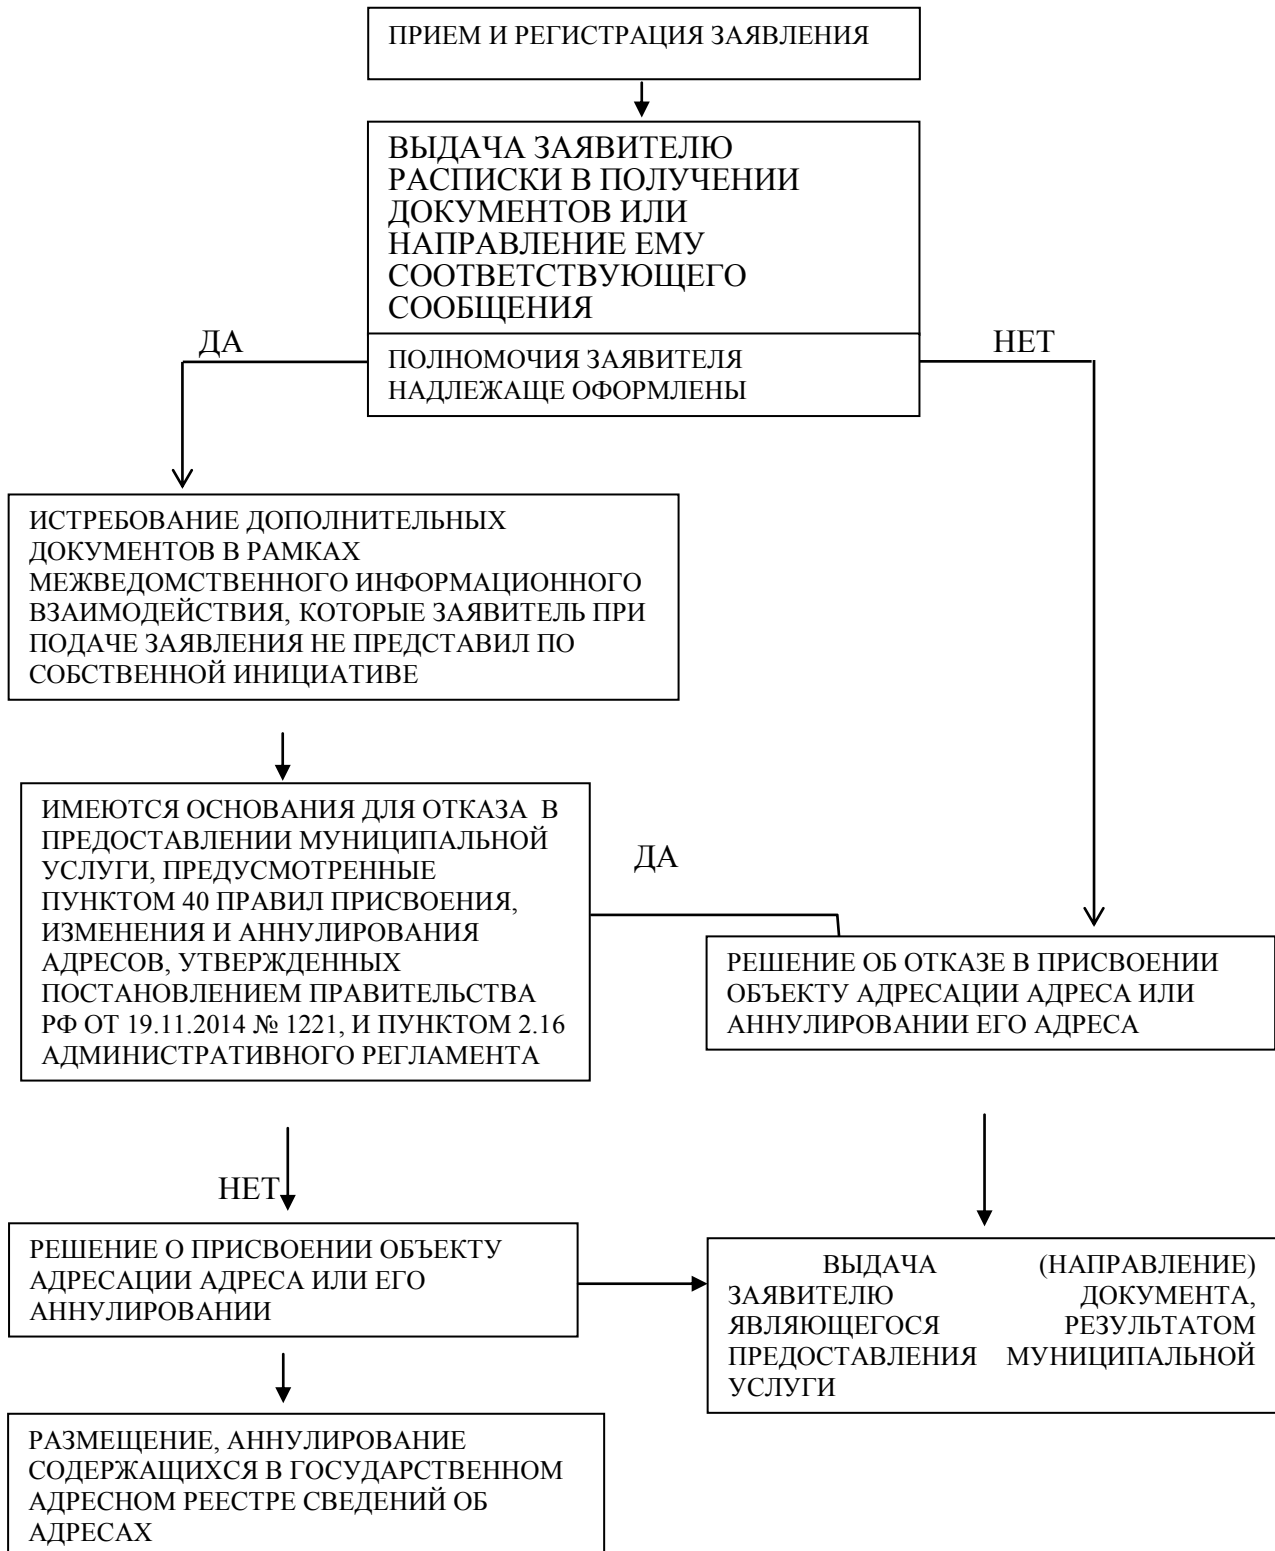 ПРИЕМ И РЕГИСТРАЦИЯ ЗАЯВЛЕНИЯ
ВЫДАЧА ЗАЯВИТЕЛЮ
РАСПИСКИ В ПОЛУЧЕНИИ
ДОКУМЕНТОВ ИЛИ
НАПРАВЛЕНИЕ ЕМУ
СООТВЕТСТВУЮЩЕГО
СООБЩЕНИЯ
ДА
НЕТ
ПОЛНОМОЧИЯ ЗАЯВИТЕЛЯ
НАДЛЕЖАЩЕ ОФОРМЛЕНЫ
ИСТРЕБОВАНИЕ ДОПОЛНИТЕЛЬНЫХ
ДОКУМЕНТОВ В РАМКАХ
МЕЖВЕДОМСТВЕННОГО ИНФОРМАЦИОННОГО
ВЗАИМОДЕЙСТВИЯ, КОТОРЫЕ ЗАЯВИТЕЛЬ ПРИ
ПОДАЧЕ ЗАЯВЛЕНИЯ НЕ ПРЕДСТАВИЛ ПО
СОБСТВЕННОЙ ИНИЦИАТИВЕ
ИМЕЮТСЯ ОСНОВАНИЯ ДЛЯ ОТКАЗА В
ПРЕДОСТАВЛЕНИИ МУНИЦИПАЛЬНОЙ
УСЛУГИ, ПРЕДУСМОТРЕННЫЕ
ПУНКТОМ 40 ПРАВИЛ ПРИСВОЕНИЯ,
ИЗМЕНЕНИЯ И АННУЛИРОВАНИЯ
АДРЕСОВ, УТВЕРЖДЕННЫХ
ПОСТАНОВЛЕНИЕМ ПРАВИТЕЛЬСТВА
РФ ОТ 19.11.2014 № 1221, И ПУНКТОМ 2.16
АДМИНИСТРАТИВНОГО РЕГЛАМЕНТА
ДА
РЕШЕНИЕ ОБ ОТКАЗЕ В ПРИСВОЕНИИ
ОБЪЕКТУ АДРЕСАЦИИ АДРЕСА ИЛИ
АННУЛИРОВАНИИ ЕГО АДРЕСА
НЕТ
РЕШЕНИЕ О ПРИСВОЕНИИ ОБЪЕКТУ
АДРЕСАЦИИ АДРЕСА ИЛИ ЕГО
АННУЛИРОВАНИИ
ВЫДАЧА (НАПРАВЛЕНИЕ)
ЗАЯВИТЕЛЮ ДОКУМЕНТА,
ЯВЛЯЮЩЕГОСЯ РЕЗУЛЬТАТОМ
ПРЕДОСТАВЛЕНИЯ МУНИЦИПАЛЬНОЙ
УСЛУГИ
РАЗМЕЩЕНИЕ, АННУЛИРОВАНИЕ
СОДЕРЖАЩИХСЯ В ГОСУДАРСТВЕННОМ
АДРЕСНОМ РЕЕСТРЕ СВЕДЕНИЙ ОБ
АДРЕСАХ